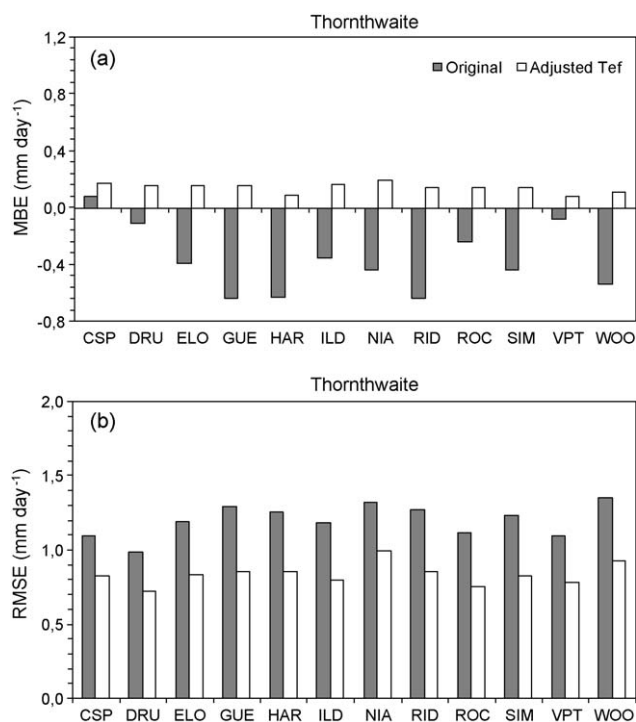 Thornthwaite
(a)
Original Adjusted Tef
MBE (mm day⁻¹)
1,2
0,8
0,4
0,0
-0,4
-0,8
CSP DRU ELO GUE HAR ILD NIA RID ROC SIM VPT WOO
Thornthwaite
(b)
RMSE (mm day⁻¹)
2,0
1,5
1,0
0,5
0,0
CSP DRU ELO GUE HAR ILD NIA RID ROC SIM VPT WOO